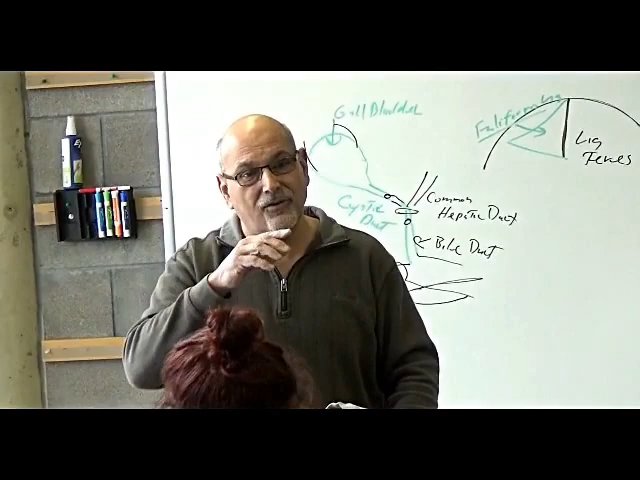 Gall Bladder
Cystic
Duct
Common
Hepatic Duct
Bile Duct
Falciform Lig
Lig
Teres